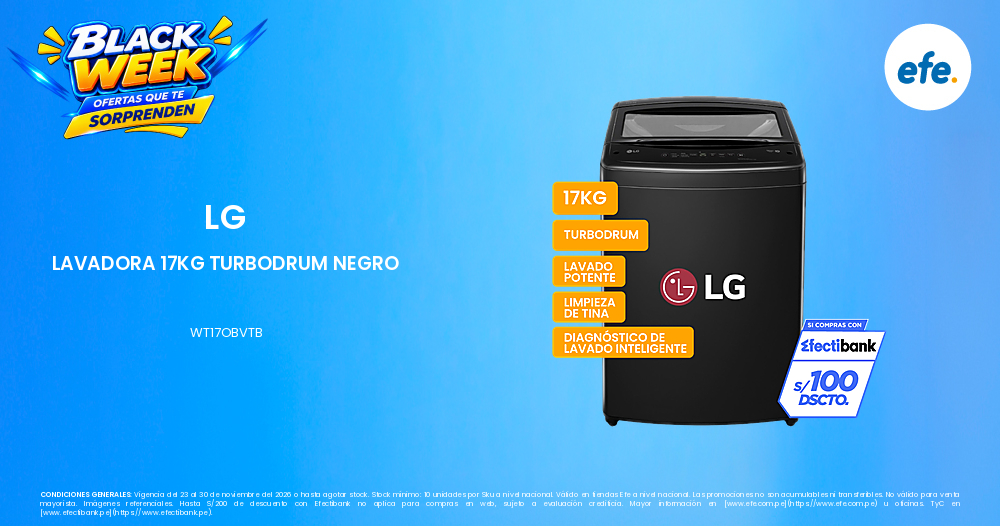 BLACK
WEEK
OFERTAS QUE TE
SORPRENDEN
efe.
LG
LAVADORA 17KG TURBODRUM NEGRO
WT17OBVTB
LG
17KG
TURBODRUM
LAVADO
POTENTE
LIMPIEZA
DE TINA
DIAGNÓSTICO DE
LAVADO INTELIGENTE
LG
SI COMPRAS CON
Efectibank
S/100
DSCTO.
CONDICIONES GENERALES: Vigencia del 23 al 30 de noviembre del 2026 o hasta agotar stock. Stock mínimo: 10 unidades por Sku a nivel nacional. Válido en tiendas Efe a nivel nacional. Las promociones no son acumulables ni transferibles. No válido para venta
mayorista. Imágenes referenciales. Hasta S/200 de descuento con Efectibank no aplica para compras en web, sujeto a evaluación crediticia. Mayor información en [www.efe.com.pe](https://www.efe.com.pe) u oficinas. TyC en
[www.efectibank.pe](https://www.efectibank.pe).